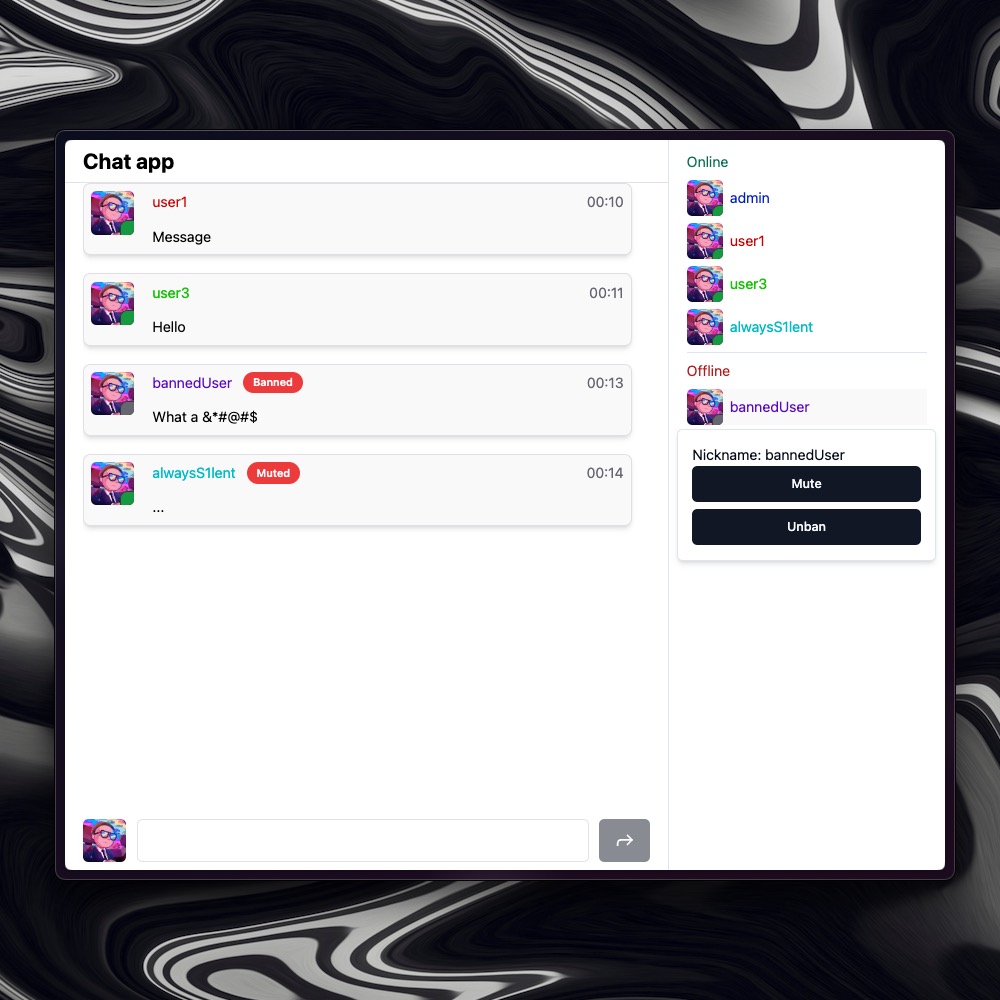 Chat app
user1 00:10
Message
user3 00:11
Hello
bannedUser Banned 00:13
What a &*#@#$
alwaysS1lent Muted 00:14
...
Online
admin
user1
user3
alwaysS1lent
Offline
bannedUser
Nickname: bannedUser
Mute
Unban